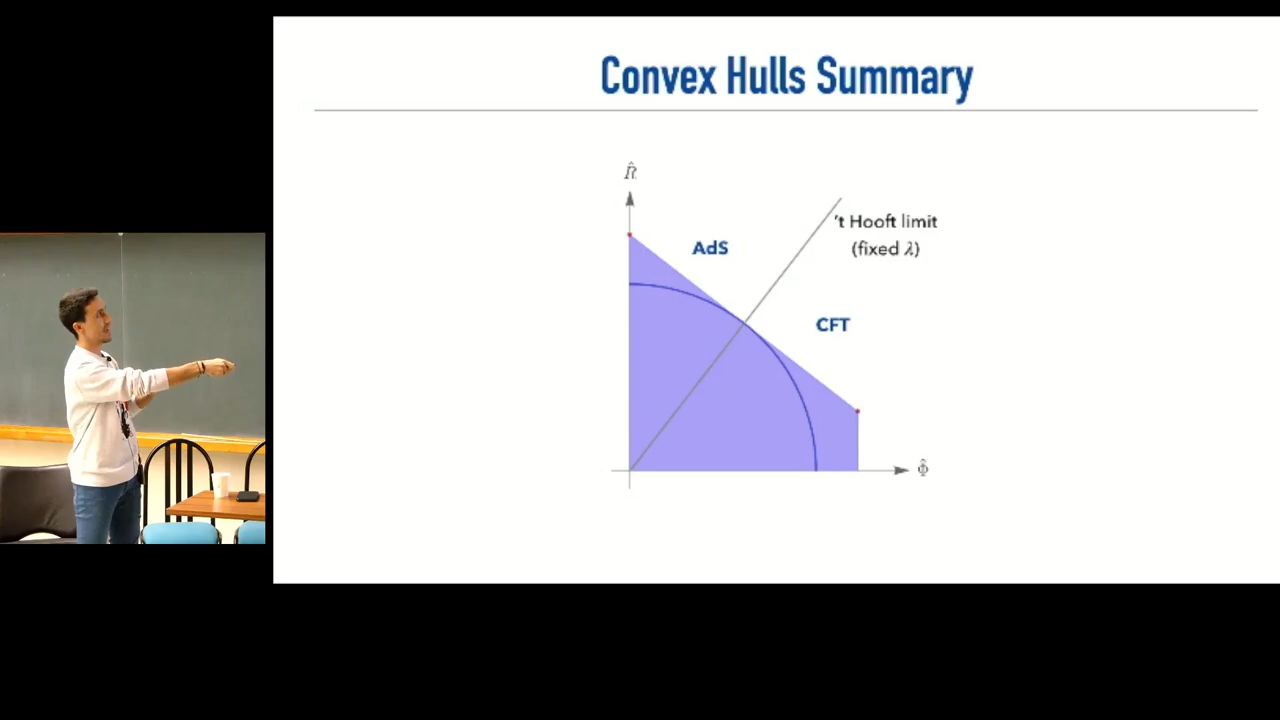 Convex Hulls Summary
R̂
't Hooft limit
(fixed λ)
AdS
CFT
Φ̂